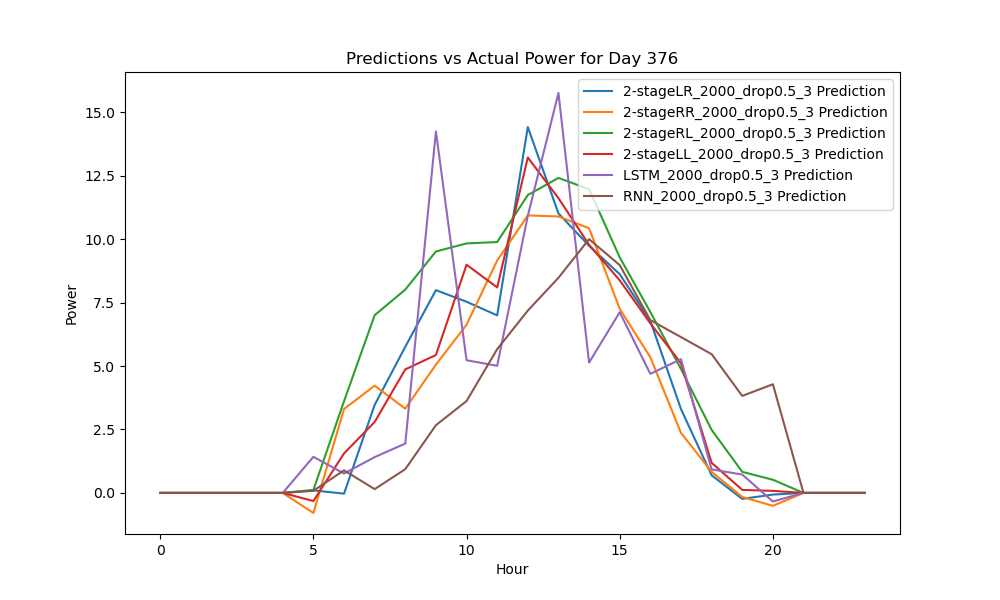 Predictions vs Actual Power for Day 376
2-stageLR_2000_drop0.5_3 Prediction
2-stageRR_2000_drop0.5_3 Prediction
2-stageRL_2000_drop0.5_3 Prediction
2-stageLL_2000_drop0.5_3 Prediction
LSTM_2000_drop0.5_3 Prediction
RNN_2000_drop0.5_3 Prediction
Power
15.0
12.5
10.0
7.5
5.0
2.5
0.0
0 5 10 15 20
Hour